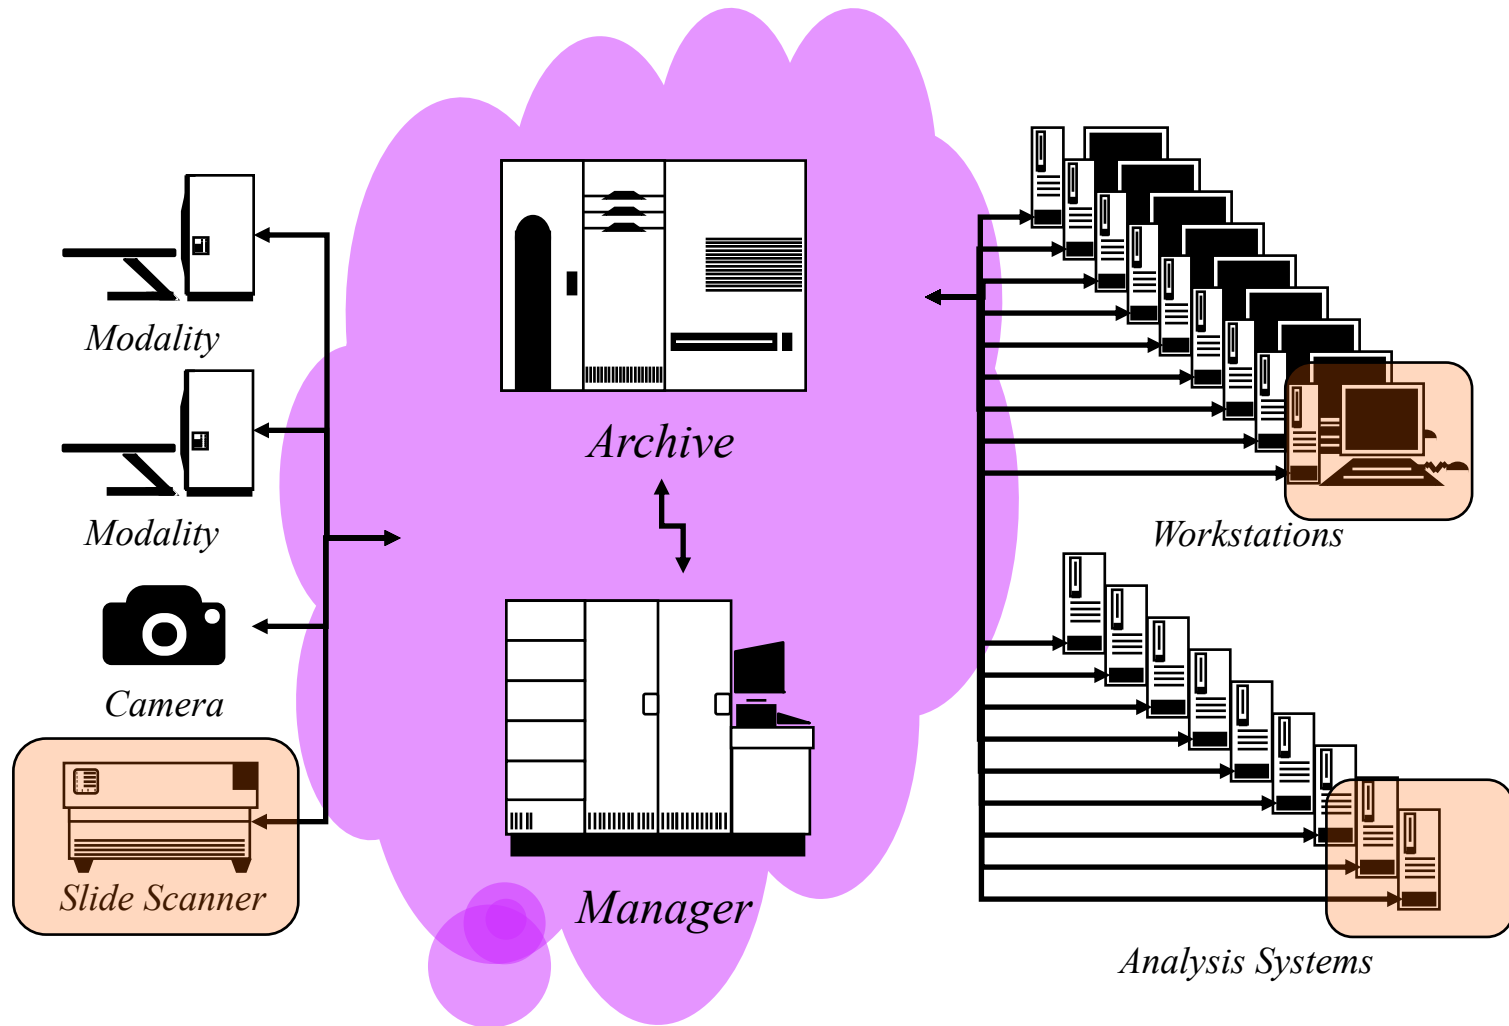 Modality
Modality
Camera
Slide Scanner
Archive
Manager
Workstations
Analysis Systems